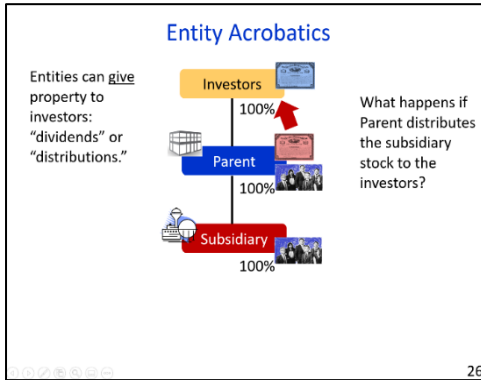 Entity Acrobatics
Entities can give
property to
investors:
“dividends” or
“distributions.”
Investors
100%
Parent
100%
Subsidiary
100%
What happens if
Parent distributes
the subsidiary
stock to the
investors?
26